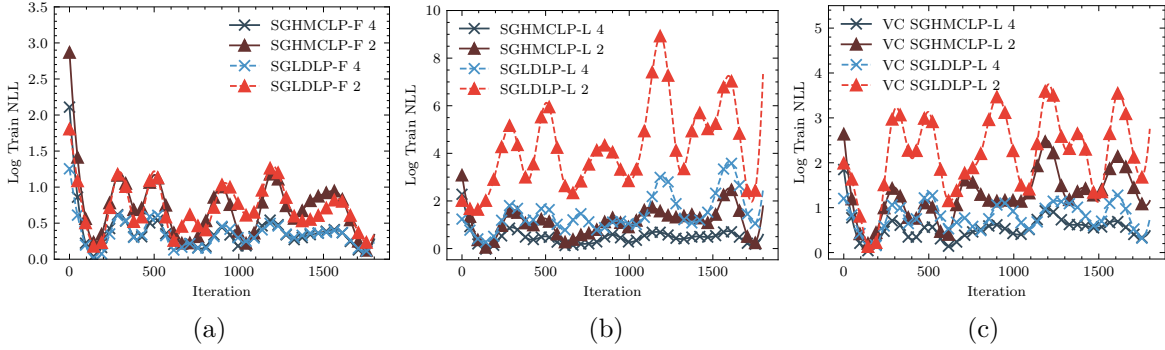 Log Train NLL
3.5
3.0
2.5
2.0
1.5
1.0
0.5
0.0
0
500
1000
1500
Iteration
SGHMCLP-F 4
SGHMCLP-F 2
SGLDLP-F 4
SGLDLP-F 2
(a)
Log Train NLL
10
8
6
4
2
0
0
500
1000
1500
Iteration
SGHMCLP-L 4
SGHMCLP-L 2
SGLDLP-L 4
SGLDLP-L 2
(b)
Log Train NLL
5
4
3
2
1
0
0
500
1000
1500
Iteration
VC SGHMCLP-L 4
VC SGHMCLP-L 2
VC SGLDLP-L 4
VC SGLDLP-L 2
(c)